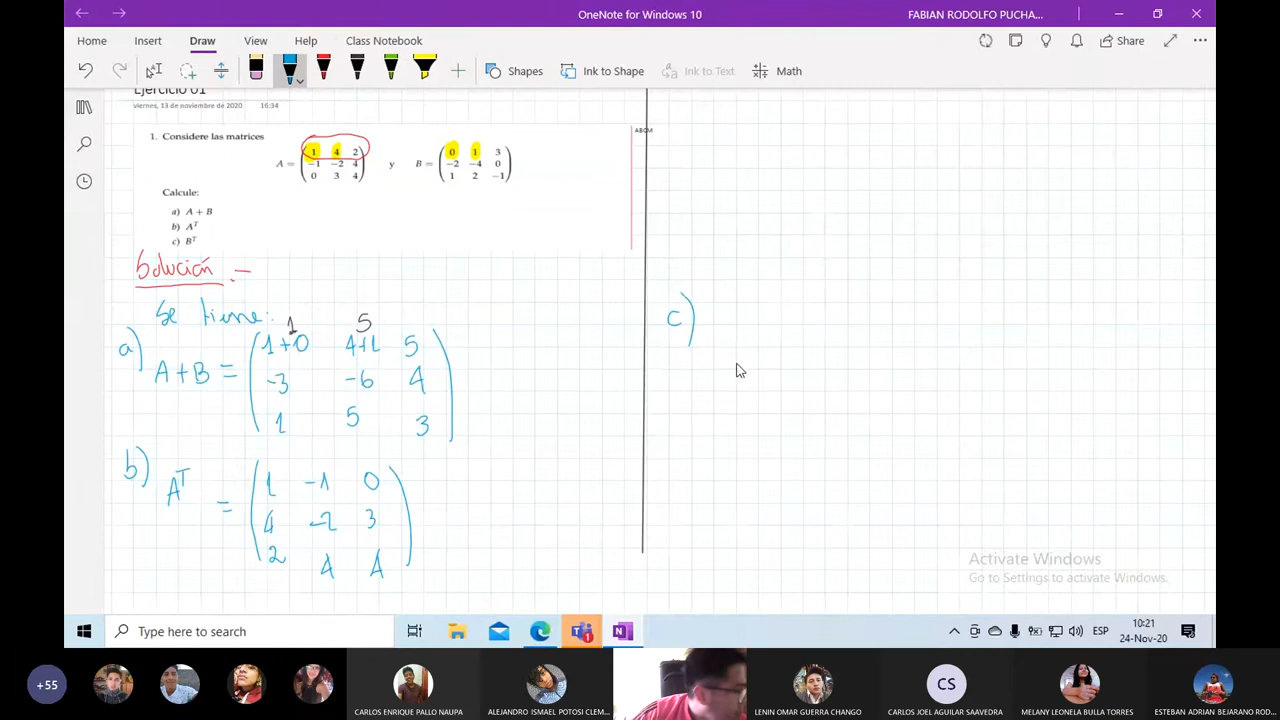 OneNote for Windows 10
FABIAN RODOLFO PUCHA...
Home Insert Draw View Help Class Notebook
Share
Shapes Ink to Shape Ink to Text Math
Ejercicio 01
viernes, 13 de noviembre de 2020 16:34
1. Considere las matrices
A = ( 1 4 2 y B = ( 0 1 3
-1 -2 4 -2 -4 0
0 3 4 ) 1 2 -1 )
Calcule:
a) A + B
b) A^T
c) B^T
Solución.-
Se tiene:
1 5
a) A+B = ( 1+0 4+1 5
-3 -6 4
1 5 3 )
b) A^T = ( 1 -1 0
4 -2 3
2 4 4 )
c)
Activate Windows
Go to Settings to activate Windows.
Type here to search
1
ESP
10:21
24-Nov-20
+55
CARLOS ENRIQUE PALLO NAUPA
ALEJANDRO ISMAEL POTOSI CLEM...
LENIN OMAR GUERRA CHANGO
CS
CARLOS JOEL AGUILAR SAAVEDRA
MELANY LEONELA BULLA TORRES
ESTEBAN ADRIAN BEJARANO ROD...